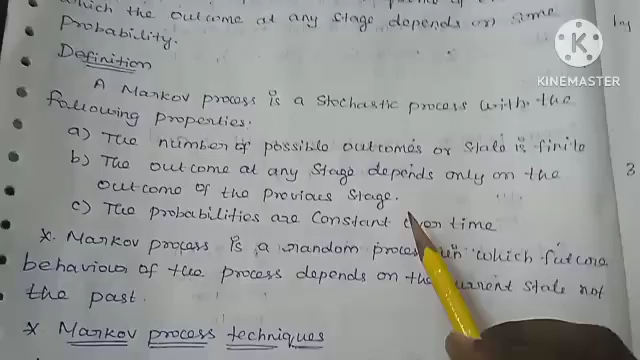 which the outcome at any stage depends on some
probability.
Definition
A Markov process is a stochastic process with the
following properties.
a) The number of possible outcomes or state is finite
b) The outcome at any stage depends only on the
outcome of the previous stage.
c) The probabilities are constant over time
x. Markov process is a random process in which future
behaviour of the process depends on the current state not
the past.
x Markov process techniques
by
3
KINEMASTER